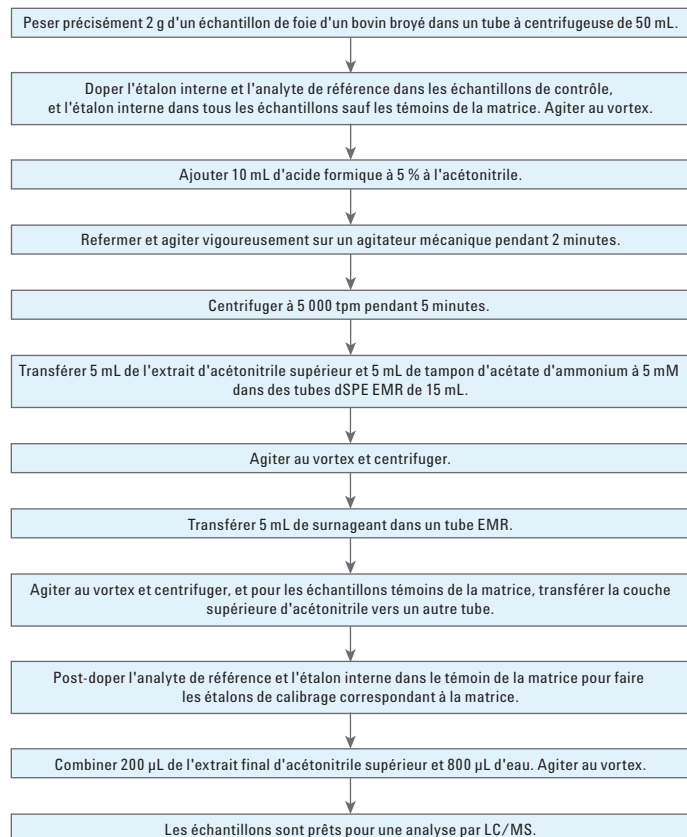 Peser précisément 2 g d'un échantillon de foie d'un bovin broyé dans un tube à centrifugeuse de 50 mL.
Doper l'étalon interne et l'analyte de référence dans les échantillons de contrôle,
et l'étalon interne dans tous les échantillons sauf les témoins de la matrice. Agiter au vortex.
Ajouter 10 mL d'acide formique à 5 % à l'acétonitrile.
Refermer et agiter vigoureusement sur un agitateur mécanique pendant 2 minutes.
Centrifuger à 5 000 tpm pendant 5 minutes.
Transférer 5 mL de l'extrait d'acétonitrile supérieur et 5 mL de tampon d'acétate d'ammonium à 5 mM
dans des tubes dSPE EMR de 15 mL.
Agiter au vortex et centrifuger.
Transférer 5 mL de surnageant dans un tube EMR.
Agiter au vortex et centrifuger, et pour les échantillons témoins de la matrice, transférer la couche
supérieure d'acétonitrile vers un autre tube.
Post-doper l'analyte de référence et l'étalon interne dans le témoin de la matrice pour faire
les étalons de calibrage correspondant à la matrice.
Combiner 200 µL de l'extrait final d'acétonitrile supérieur et 800 µL d'eau. Agiter au vortex.
Les échantillons sont prêts pour une analyse par LC/MS.